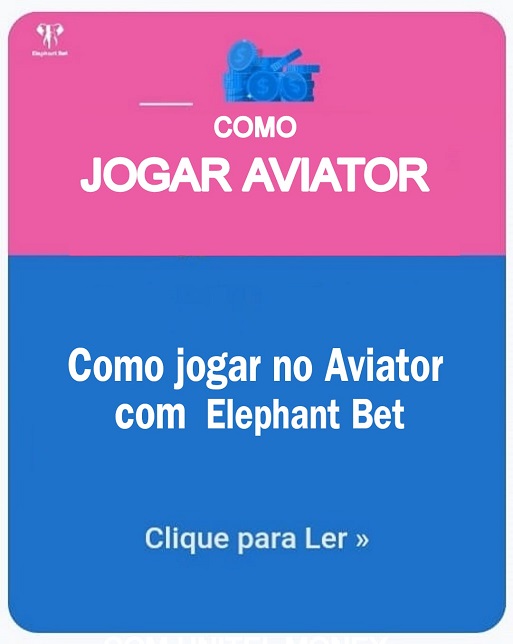 Elephant Bet
COMO
JOGAR AVIATOR
Como jogar no Aviator
com Elephant Bet
Clique para Ler »